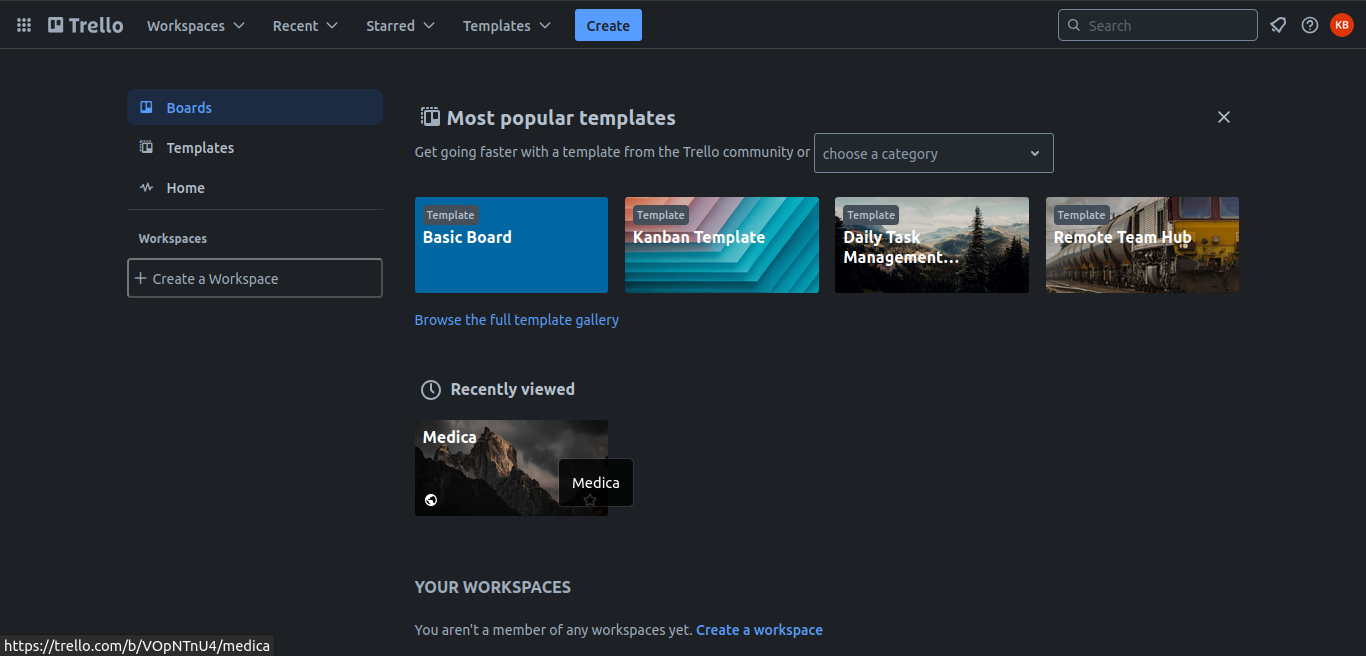 Trello
Workspaces
Recent
Starred
Templates
Create
Search
KB
Boards
Templates
Home
Workspaces
+ Create a Workspace
Most popular templates
Get going faster with a template from the Trello community or
choose a category
Template
Basic Board
Template
Kanban Template
Template
Daily Task
Management...
Template
Remote Team Hub
Browse the full template gallery
Recently viewed
Medica
Medica
YOUR WORKSPACES
You aren't a member of any workspaces yet. Create a workspace
https://trello.com/b/VOpNTnU4/medica